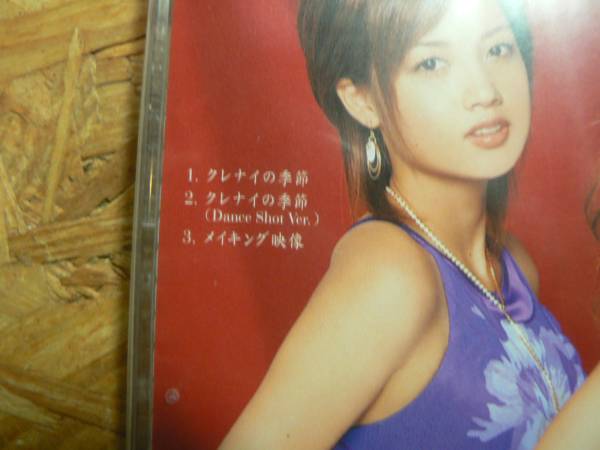 1. クレナイの季節
2. クレナイの季節
(Dance Shot Ver.)
3. メイキング映像